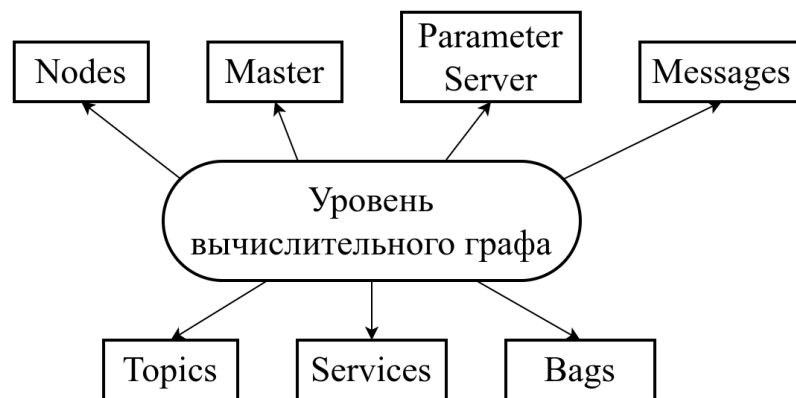 Nodes
Master
Parameter
Server
Messages
Уровень
вычислительного графа
Topics
Services
Bags